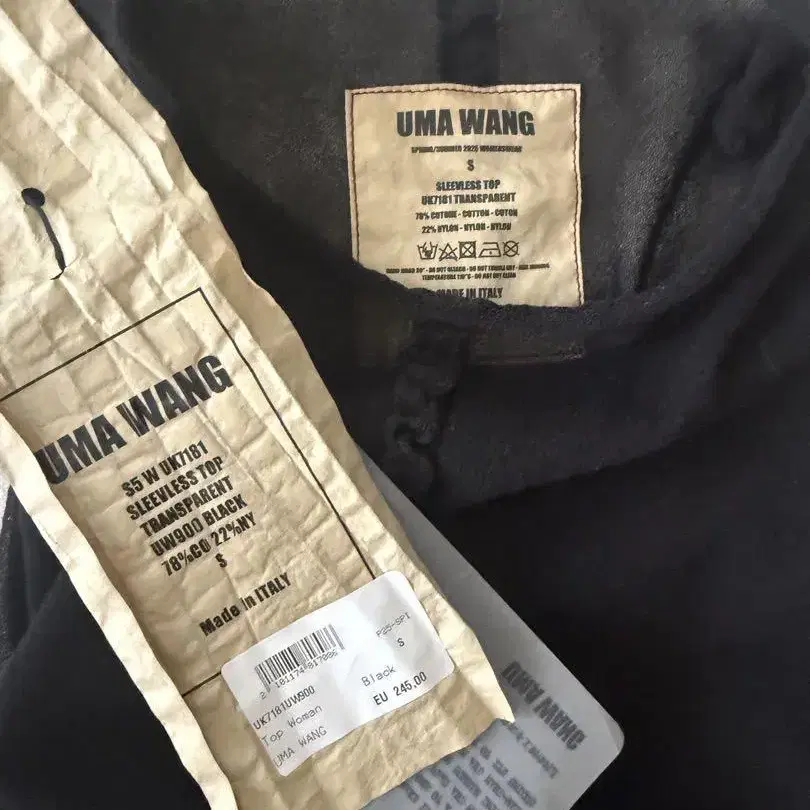 UMA WANG
SPRING/SUMMER 2025 WOMENSWEAR
S
SLEEVLESS TOP
UK7181 TRANSPARENT
78% COTONE - COTTON - COTON
22% NYLON - NYLON - NYLON
MADE IN ITALY
UMA WANG
S5 W UK7181
SLEEVLESS TOP
TRANSPARENT
UW900 BLACK
78%CO 22%NY
S
Made in ITALY
P25-SPI
S
Black
EU 245,00
UK7181UW900
Top Woman
UMA WANG
UMA WANG